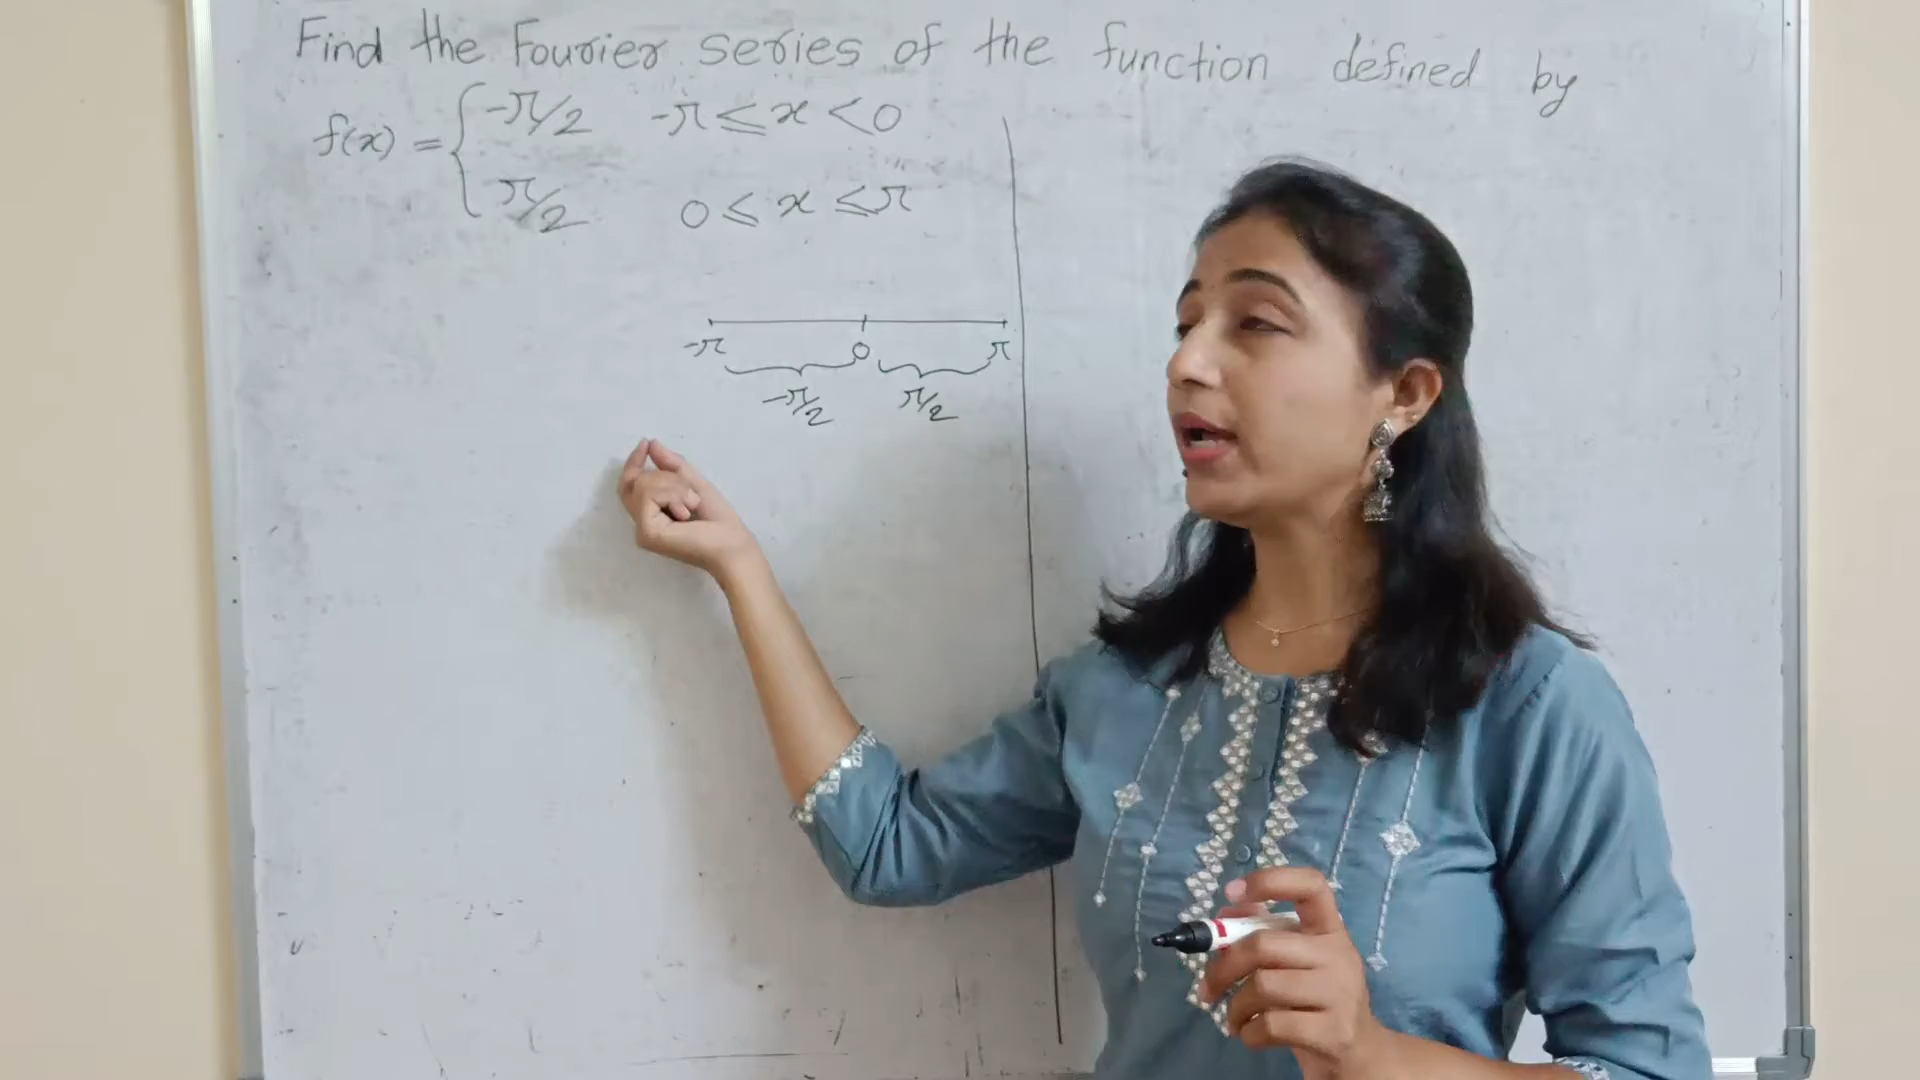 Find the Fourier series of the function defined by
f(x) = { -π/2 -π ≤ x < 0
π/2 0 ≤ x ≤ π
-π 0 π
-π/2 π/2